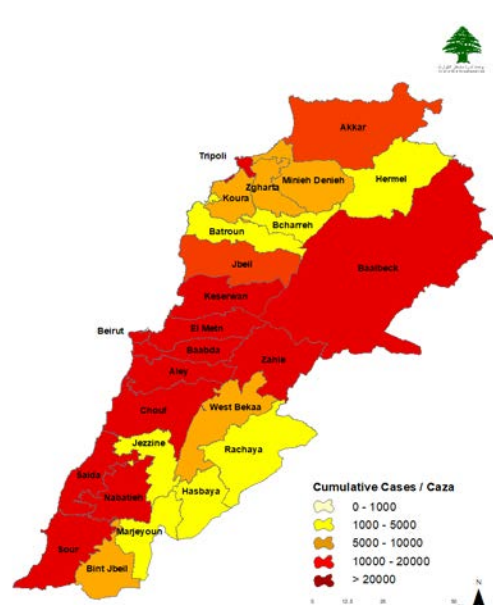 Akkar
Tripoli
Hermel
Zgharta
Minieh Denieh
Koura
Batroun
Bcharreh
Jbeil
Baalbeck
Keserwan
Beirut
El Metn
Baabda
Zahle
Aley
Chouf
West Bekaa
Jezzine
Rachaya
Saida
Nabatieh
Hasbaya
Marjeyoun
Sour
Bint Jbeil
Cumulative Cases / Caza
0 - 1000
1000 - 5000
5000 - 10000
10000 - 20000
> 20000
N